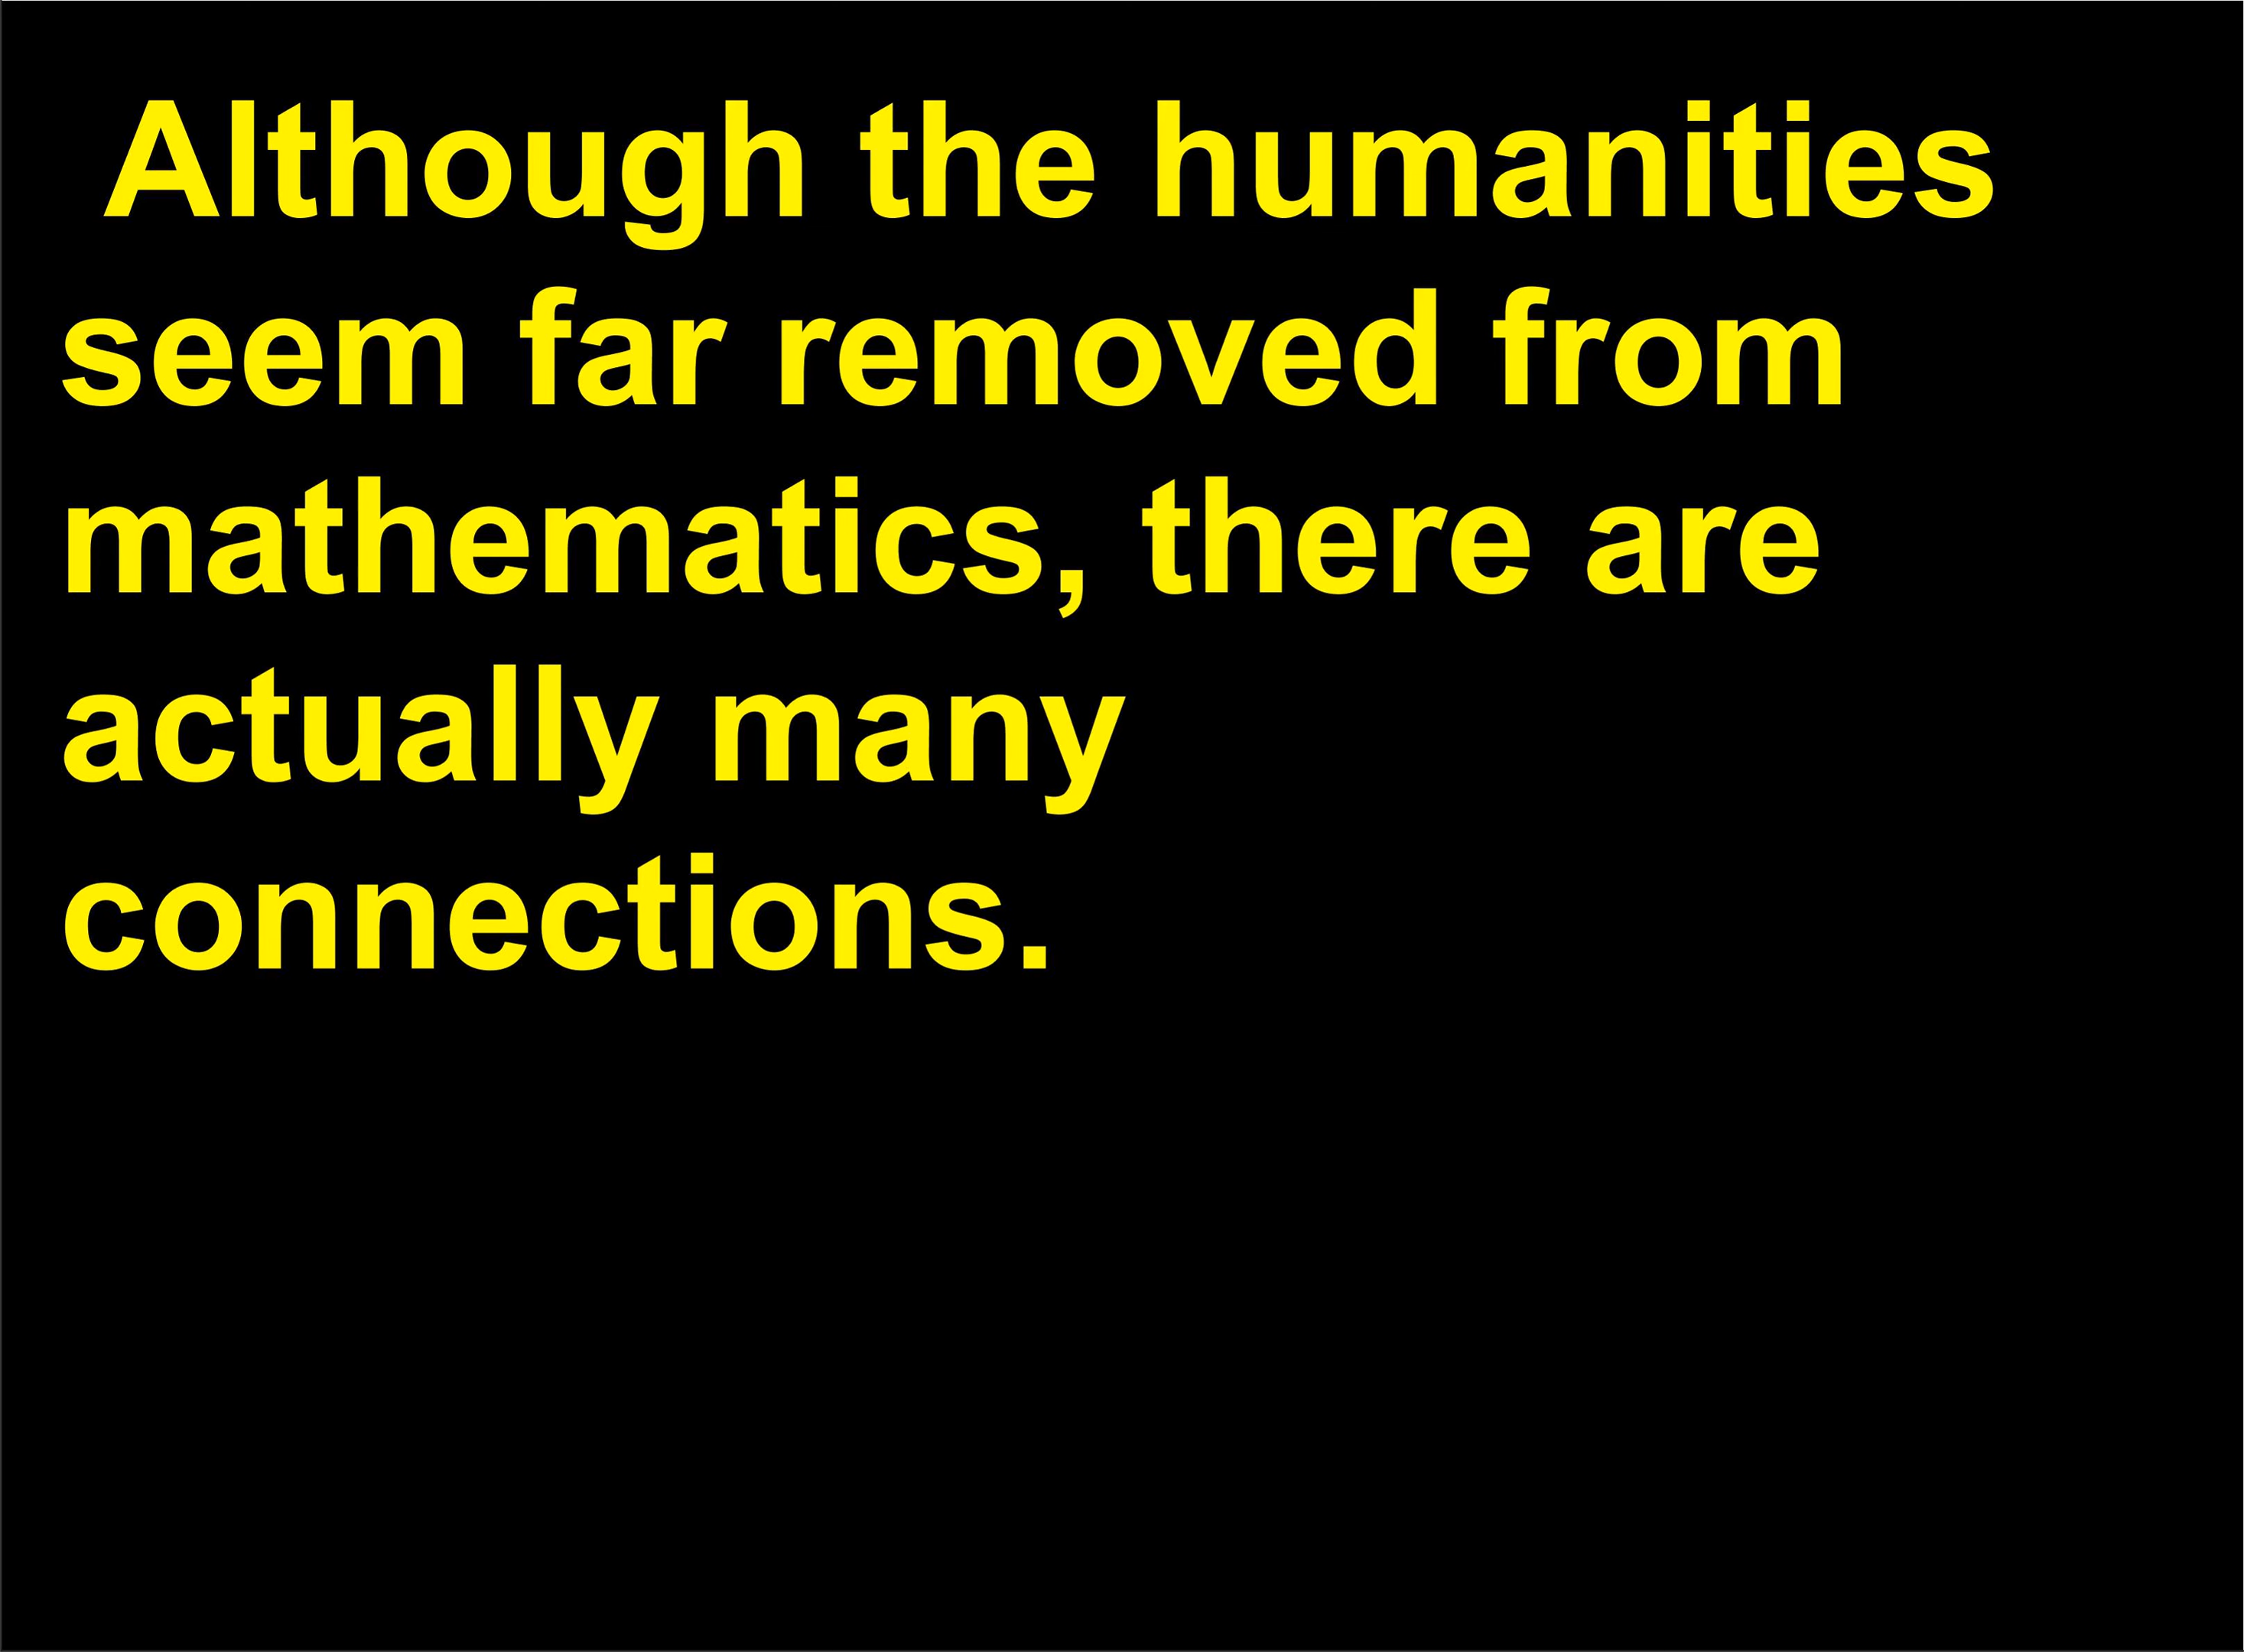 Although the humanities
seem far removed from
mathematics, there are
actually many
connections.